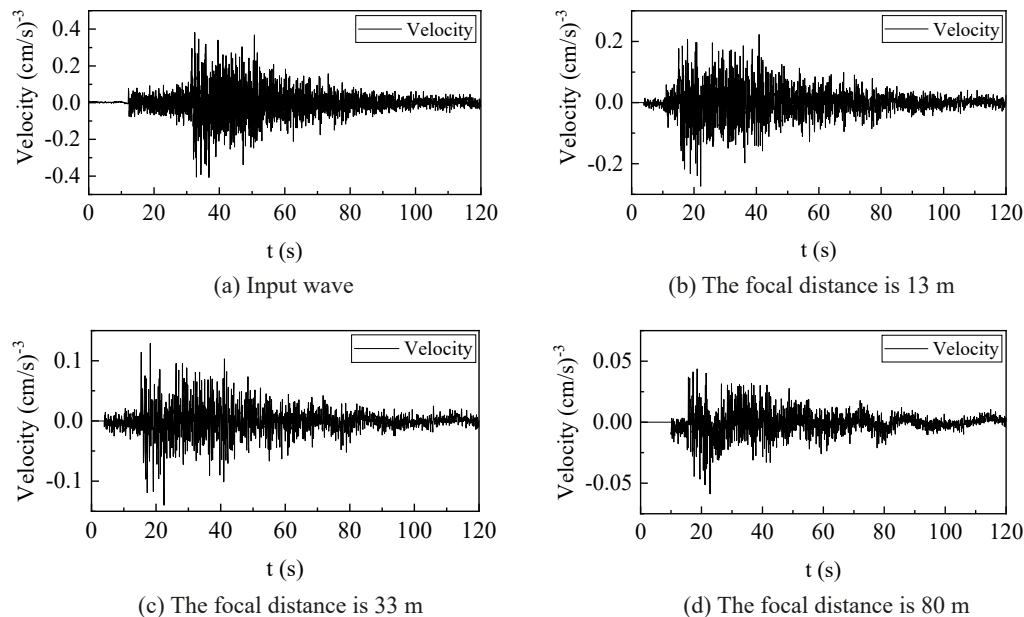 Velocity (cm/s)⁻³
0.4
0.2
0.0
-0.2
-0.4
Velocity
0 20 40 60 80 100 120
t (s)
(a) Input wave
Velocity (cm/s)⁻³
0.2
0.0
-0.2
Velocity
0 20 40 60 80 100 120
t (s)
(b) The focal distance is 13 m
Velocity (cm/s)⁻³
0.1
0.0
-0.1
Velocity
0 20 40 60 80 100 120
t (s)
(c) The focal distance is 33 m
Velocity (cm/s)⁻³
0.05
0.00
-0.05
Velocity
0 20 40 60 80 100 120
t (s)
(d) The focal distance is 80 m